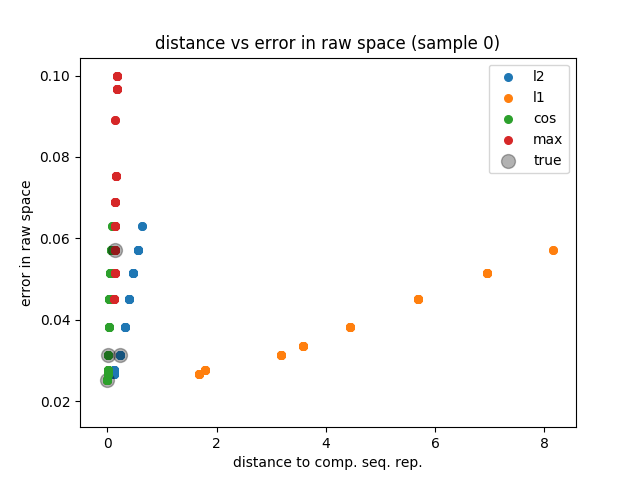 distance vs error in raw space (sample 0)
l2
l1
cos
max
true
0.10
0.08
0.06
0.04
0.02
error in raw space
0
2
4
6
8
distance to comp. seq. rep.